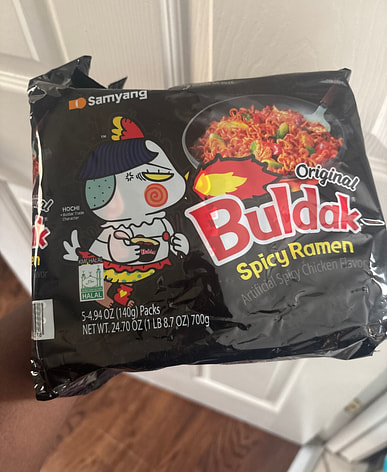 Samyang
Original
Buldak
Spicy Ramen
Artificial Spicy Chicken Flavor
HOCHI
Buldak
HALAL
5-4.94 OZ (140g) Packs
NET WT. 24.70 OZ (1 LB 8.7 OZ) 700g